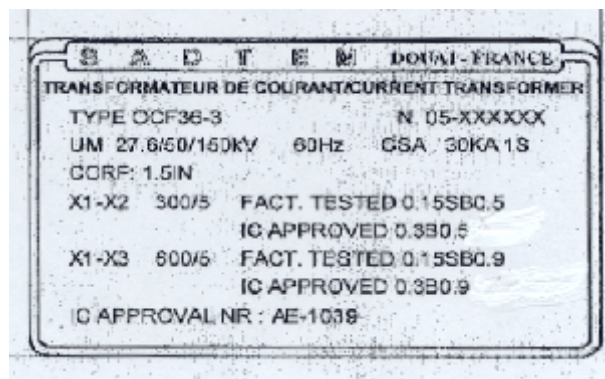 SADTEM DOUAI - FRANCE
TRANSFORMATEUR DE COURANT/CURRENT TRANSFORMER
TYPE OCF36-3 N. 05-XXXXXX
UM 27.6/50/150kV 60Hz CSA 30KA 1S
CORF: 1.5IN
X1-X2 300/5 FACT. TESTED 0.15SB0.5
IC APPROVED 0.3B0.5
X1-X3 600/5 FACT. TESTED 0.15SB0.9
IC APPROVED 0.3B0.9
IC APPROVAL NR : AE-1039